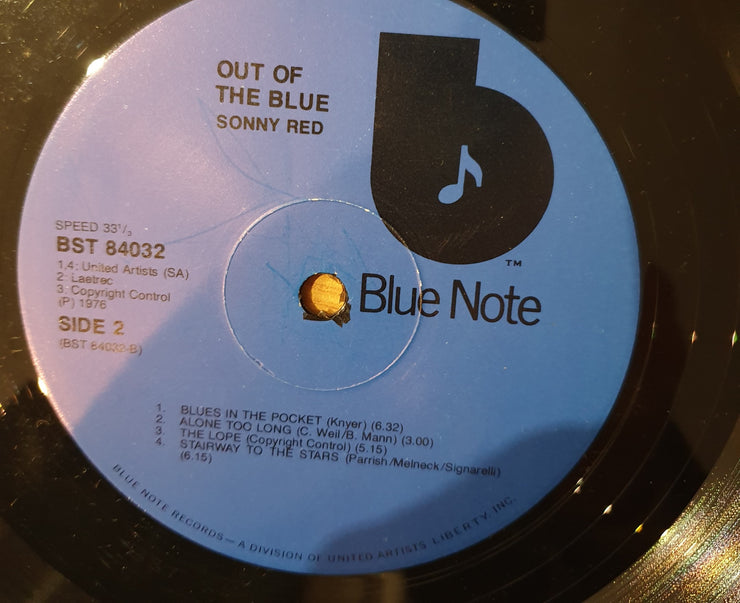 OUT OF
THE BLUE
SONNY RED
TM
Blue Note
SPEED 33¹/₃
BST 84032
1,4: United Artists (SA)
2: Laetrec
3: Copyright Control
(P) 1976
SIDE 2
(BST 84032-B)
1. BLUES IN THE POCKET (Knyer) (6.32)
2. ALONE TOO LONG (C. Weil/B. Mann) (3.00)
3. THE LOPE (Copyright Control) (5.15)
4. STAIRWAY TO THE STARS (Parrish/Melneck/Signarelli)
(6.15)
BLUE NOTE RECORDS—A DIVISION OF UNITED ARTISTS LIBERTY, INC.